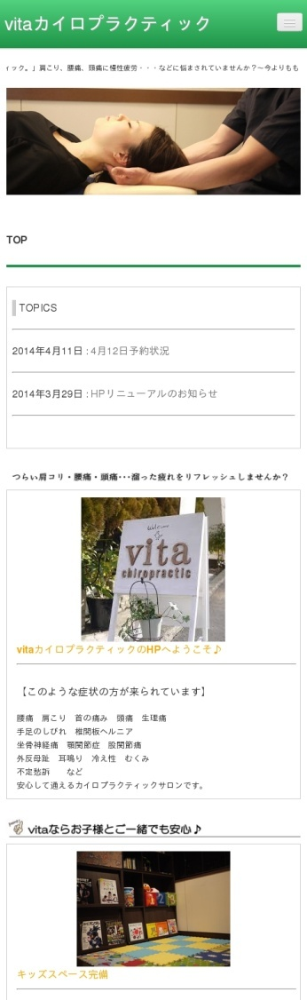 vitaカイロプラクティック
ィック。」肩こり、腰痛、頭痛に慢性疲労・・・などに悩まされていませんか？～今よりもも
TOP
TOPICS
2014年4月11日 : 4月12日予約状況
2014年3月29日 : HPリニューアルのお知らせ
つらい肩コリ・腰痛・頭痛･･･溜った疲れをリフレッシュしませんか？
Welcome
vita
chiropractic
vitaカイロプラクティックのHPへようこそ♪
【このような症状の方が来られています】
腰痛　肩こり　首の痛み　頭痛　生理痛
手足のしびれ　椎間板ヘルニア
坐骨神経痛　顎関節症　股関節痛
外反母趾　耳鳴り　冷え性　むくみ
不定愁訴　　など
安心して通えるカイロプラクティックサロンです。
vitaならお子様とご一緒でも安心♪
キッズスペース完備